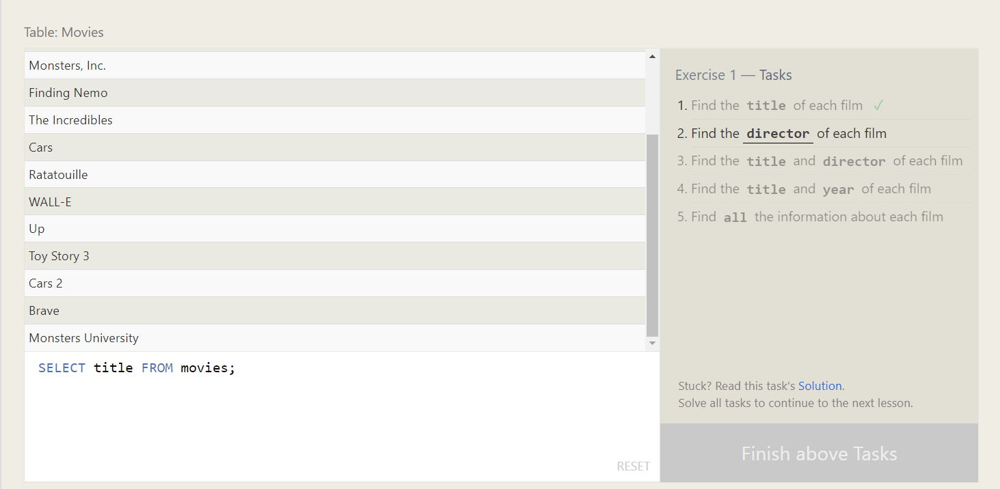 Table: Movies
Monsters, Inc.
Finding Nemo
The Incredibles
Cars
Ratatouille
WALL-E
Up
Toy Story 3
Cars 2
Brave
Monsters University
SELECT title FROM movies;
RESET
Exercise 1 — Tasks
1. Find the title of each film ✓
2. Find the director of each film
3. Find the title and director of each film
4. Find the title and year of each film
5. Find all the information about each film
Stuck? Read this task's Solution.
Solve all tasks to continue to the next lesson.
Finish above Tasks